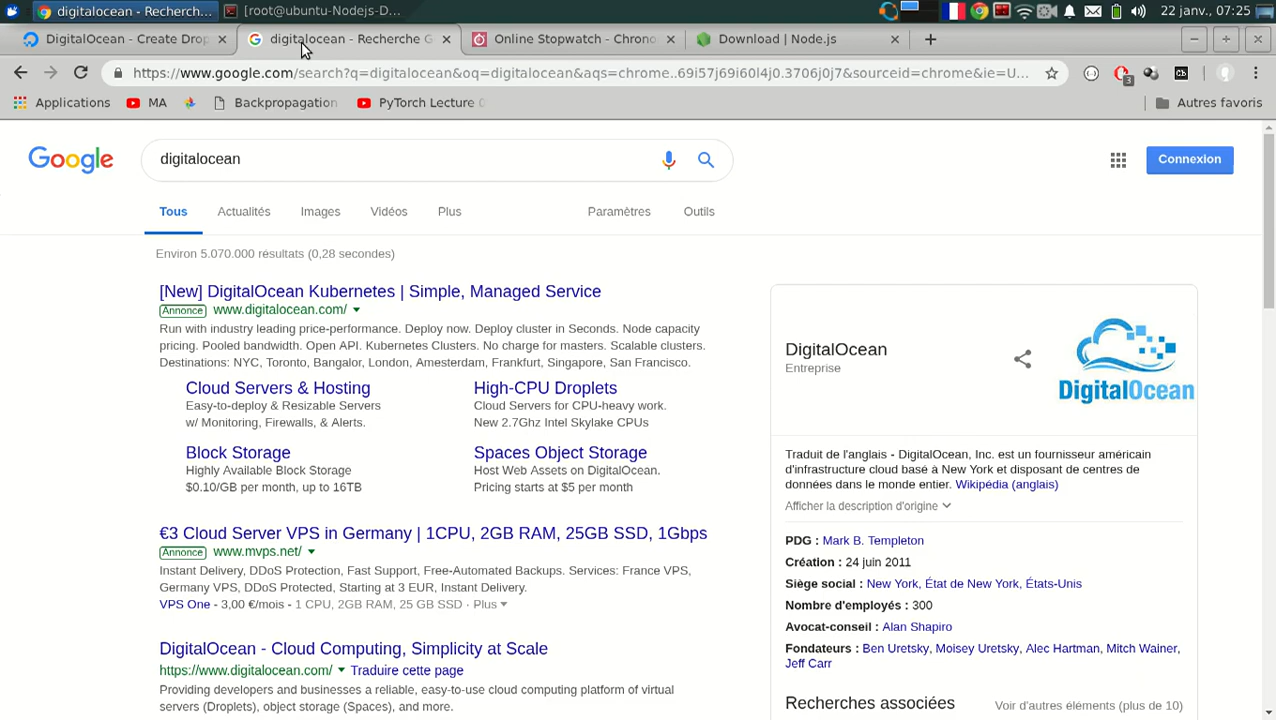 digitalocean - Recherch...
[root@ubuntu-Nodejs-D...
22 janv., 07:25
DigitalOcean - Create Drop
digitalocean - Recherche G
Online Stopwatch - Chrono
Download | Node.js
https://www.google.com/search?q=digitalocean&oq=digitalocean&aqs=chrome..69i57j69i60l4j0.3706j0j7&sourceid=chrome&ie=U...
3
Applications
MA
Backpropagation
PyTorch Lecture
Autres favoris
Google
digitalocean
Connexion
Tous
Actualités
Images
Vidéos
Plus
Paramètres
Outils
Environ 5.070.000 résultats (0,28 secondes)
[New] DigitalOcean Kubernetes | Simple, Managed Service
Annonce www.digitalocean.com/
Run with industry leading price-performance. Deploy now. Deploy cluster in Seconds. Node capacity
pricing. Pooled bandwidth. Open API. Kubernetes Clusters. No charge for masters. Scalable clusters.
Destinations: NYC, Toronto, Bangalor, London, Amsterdam, Frankfurt, Singapore, San Francisco.
Cloud Servers & Hosting
Easy-to-deploy & Resizable Servers
w/ Monitoring, Firewalls, & Alerts.
High-CPU Droplets
Cloud Servers for CPU-heavy work.
New 2.7Ghz Intel Skylake CPUs
Block Storage
Highly Available Block Storage
$0.10/GB per month, up to 16TB
Spaces Object Storage
Host Web Assets on DigitalOcean.
Pricing starts at $5 per month
€3 Cloud Server VPS in Germany | 1CPU, 2GB RAM, 25GB SSD, 1Gbps
Annonce www.mvps.net/
Instant Delivery, DDoS Protection, Fast Support, Free-Automated Backups. Services: France VPS,
Germany VPS, DDoS Protected, Starting at 3 EUR, Instant Delivery.
VPS One - 3,00 €/mois - 1 CPU, 2GB RAM, 25 GB SSD · Plus
DigitalOcean - Cloud Computing, Simplicity at Scale
https://www.digitalocean.com/ Traduire cette page
Providing developers and businesses a reliable, easy-to-use cloud computing platform of virtual
servers (Droplets), object storage (Spaces), and more.
DigitalOcean
Entreprise
DigitalOcean
Traduit de l'anglais - DigitalOcean, Inc. est un fournisseur américain
d'infrastructure cloud basé à New York et disposant de centres de
données dans le monde entier. Wikipédia (anglais)
Afficher la description d'origine
PDG : Mark B. Templeton
Création : 24 juin 2011
Siège social : New York, État de New York, États-Unis
Nombre d'employés : 300
Avocat-conseil : Alan Shapiro
Fondateurs : Ben Uretsky, Moisey Uretsky, Alec Hartman, Mitch Wainer,
Jeff Carr
Recherches associées
Voir d'autres éléments (plus de 10)